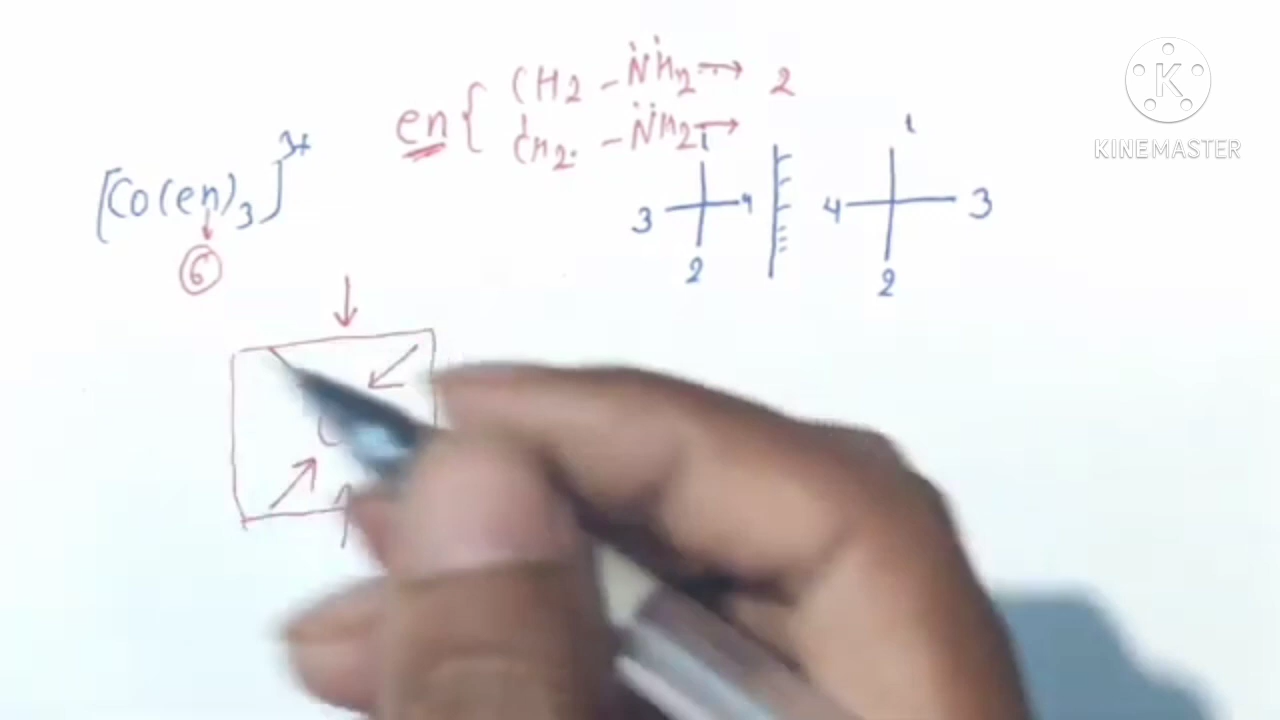 en { CH2 - NH2 → 2
CH2. - NH2 →
[Co(en)3]3+
6
1
3 4
2
1
4 3
2
K
KINEMASTER